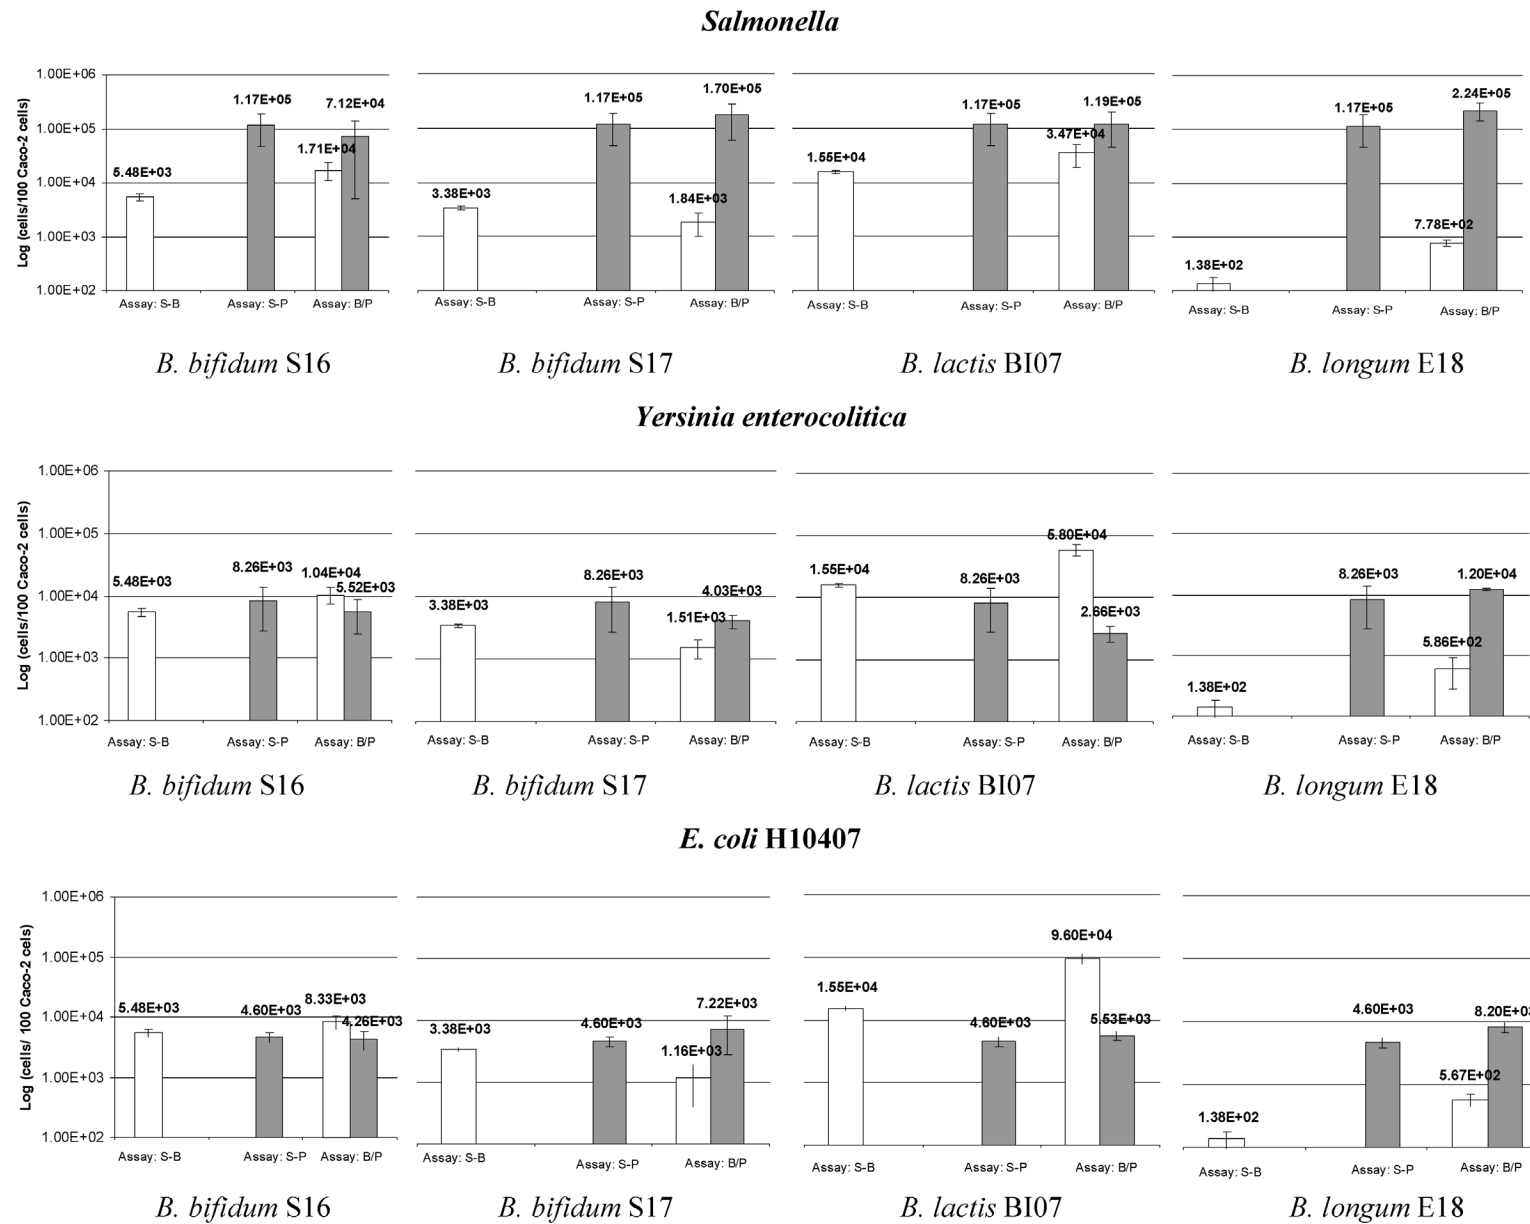 Salmonella
Log (cells/100 Caco-2 cells)
1.00E+06
1.00E+05
1.00E+04
1.00E+03
1.00E+02
5.48E+03
1.17E+05
1.71E+04
7.12E+04
Assay: S-B
Assay: S-P
Assay: B/P
3.38E+03
1.17E+05
1.84E+03
1.70E+05
Assay: S-B
Assay: S-P
Assay: B/P
1.55E+04
1.17E+05
3.47E+04
1.19E+05
Assay: S-B
Assay: S-P
Assay: B/P
1.38E+02
1.17E+05
7.78E+02
2.24E+05
Assay: S-B
Assay: S-P
Assay: B/P
B. bifidum S16
B. bifidum S17
B. lactis BI07
B. longum E18
Yersinia enterocolitica
Log (cells/100 Caco-2 cells)
1.00E+06
1.00E+05
1.00E+04
1.00E+03
1.00E+02
5.48E+03
8.26E+03
1.04E+04
5.52E+03
Assay: S-B
Assay: S-P
Assay: B/P
3.38E+03
8.26E+03
1.51E+03
4.03E+03
Assay: S-B
Assay: S-P
Assay: B/P
1.55E+04
8.26E+03
5.80E+04
2.66E+03
Assay: S-B
Assay: S-P
Assay: B/P
1.38E+02
8.26E+03
5.86E+02
1.20E+04
Assay: S-B
Assay: S-P
Assay: B/P
B. bifidum S16
B. bifidum S17
B. lactis BI07
B. longum E18
E. coli H10407
Log (cells/ 100 Caco-2 cels)
1.00E+06
1.00E+05
1.00E+04
1.00E+03
1.00E+02
5.48E+03
4.60E+03
8.33E+03
4.26E+03
Assay: S-B
Assay: S-P
Assay: B/P
3.38E+03
4.60E+03
1.16E+03
7.22E+03
Assay: S-B
Assay: S-P
Assay: B/P
1.55E+04
4.60E+03
9.60E+04
5.53E+03
Assay: S-B
Assay: S-P
Assay: B/P
1.38E+02
4.60E+03
5.67E+02
8.20E+03
Assay: S-B
Assay: S-P
Assay: B/P
B. bifidum S16
B. bifidum S17
B. lactis BI07
B. longum E18